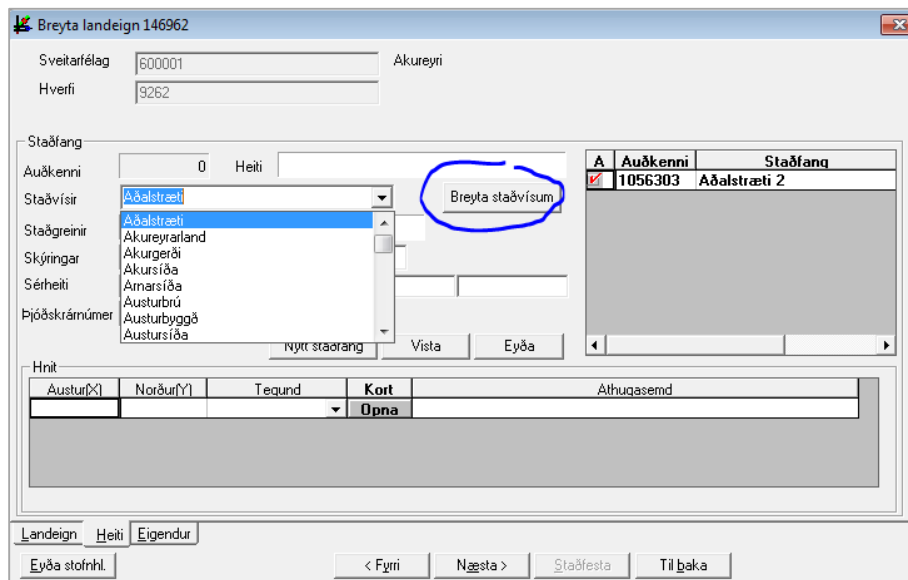 Breyta landeign 146962
Sveitarfélag 600001 Akureyri
Hverfi 9262
Staðfang
Auðkenni 0 Heiti
Staðvísir Aðalstræti Breyta staðvísum
Aðalstræti
Akureyrarland
Akurgerði
Akursíða
Arnarsíða
Austurbrú
Austurbyggð
Austursíða
Staðgreinir
Skýringar
Sérheiti
Þjóðskrárnúmer
Nýtt staðfang Vista Eyða
A Auðkenni Staðfang
1056303 Aðalstræti 2
Hnit
Austur(X) Norður(Y) Tegund Kort Athugasemd
Opna
Landeign Heiti Eigendur
Eyða stofnhl. < Fyrri Næsta > Staðfesta Til baka